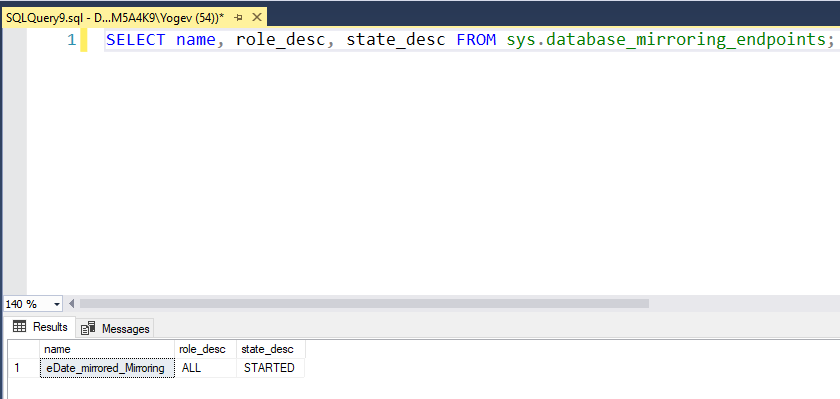 SQLQuery9.sql - D...M5A4K9\Yogev (54))*
1 SELECT name, role_desc, state_desc FROM sys.database_mirroring_endpoints;
140 %
Results Messages
name role_desc state_desc
1 eDate_mirrored_Mirroring ALL STARTED